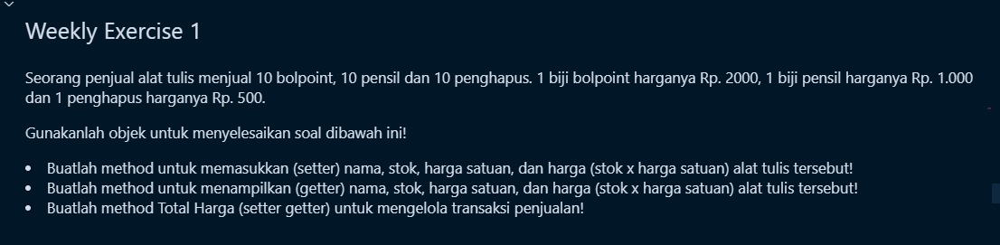 Weekly Exercise 1
Seorang penjual alat tulis menjual 10 bolpoint, 10 pensil dan 10 penghapus. 1 biji bolpoint harganya Rp. 2000, 1 biji pensil harganya Rp. 1.000
dan 1 penghapus harganya Rp. 500.
Gunakanlah objek untuk menyelesaikan soal dibawah ini!
• Buatlah method untuk memasukkan (setter) nama, stok, harga satuan, dan harga (stok x harga satuan) alat tulis tersebut!
• Buatlah method untuk menampilkan (getter) nama, stok, harga satuan, dan harga (stok x harga satuan) alat tulis tersebut!
• Buatlah method Total Harga (setter getter) untuk mengelola transaksi penjualan!